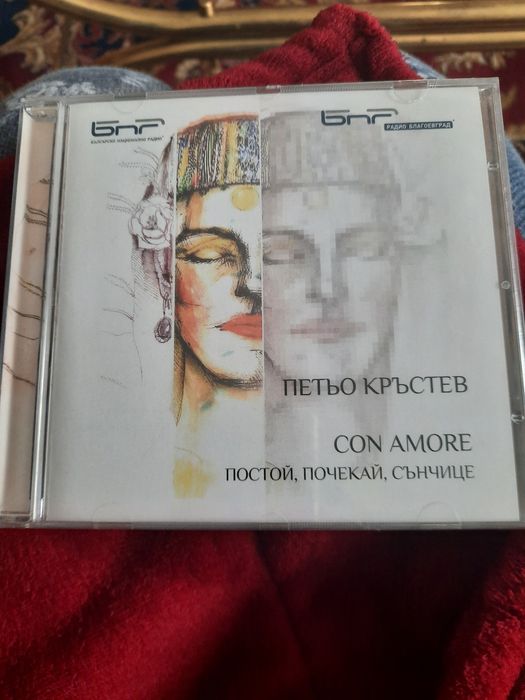 БНР
БЪЛГАРСКО НАЦИОНАЛНО РАДИО
БНР
РАДИО БЛАГОЕВГРАД
ПЕТЬО КРЪСТЕВ
CON AMORE
ПОСТОЙ, ПОЧЕКАЙ, СЪНЧИЦЕ